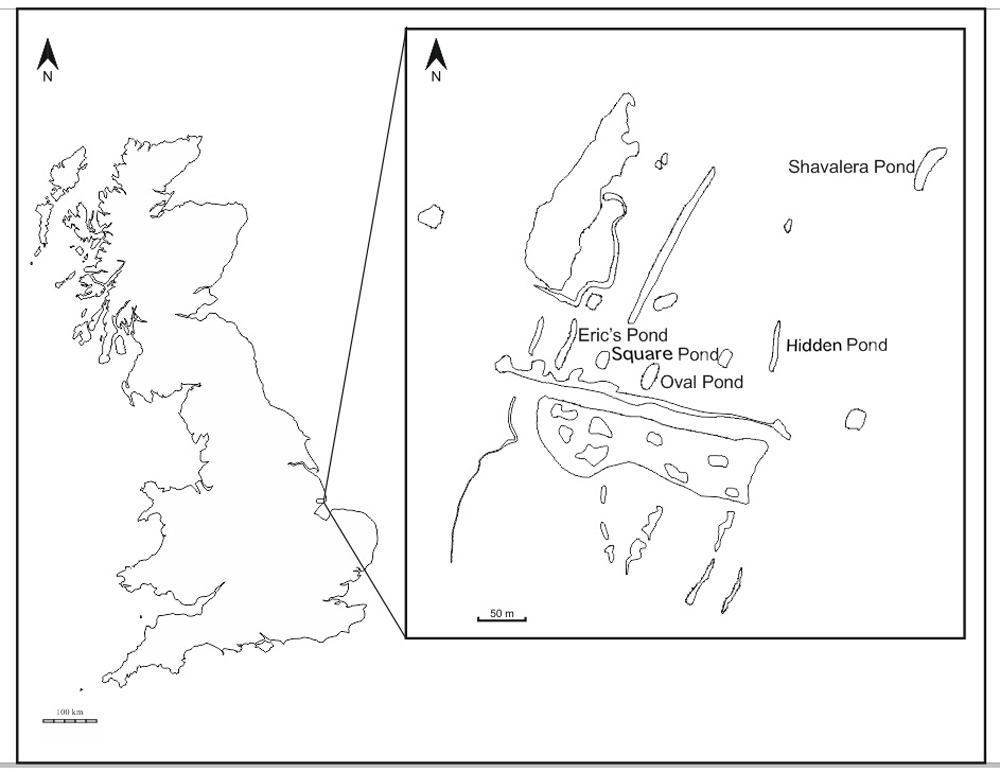 N
N
Shavalera Pond
Eric's Pond
Square Pond
Hidden Pond
Oval Pond
50 m
100 km